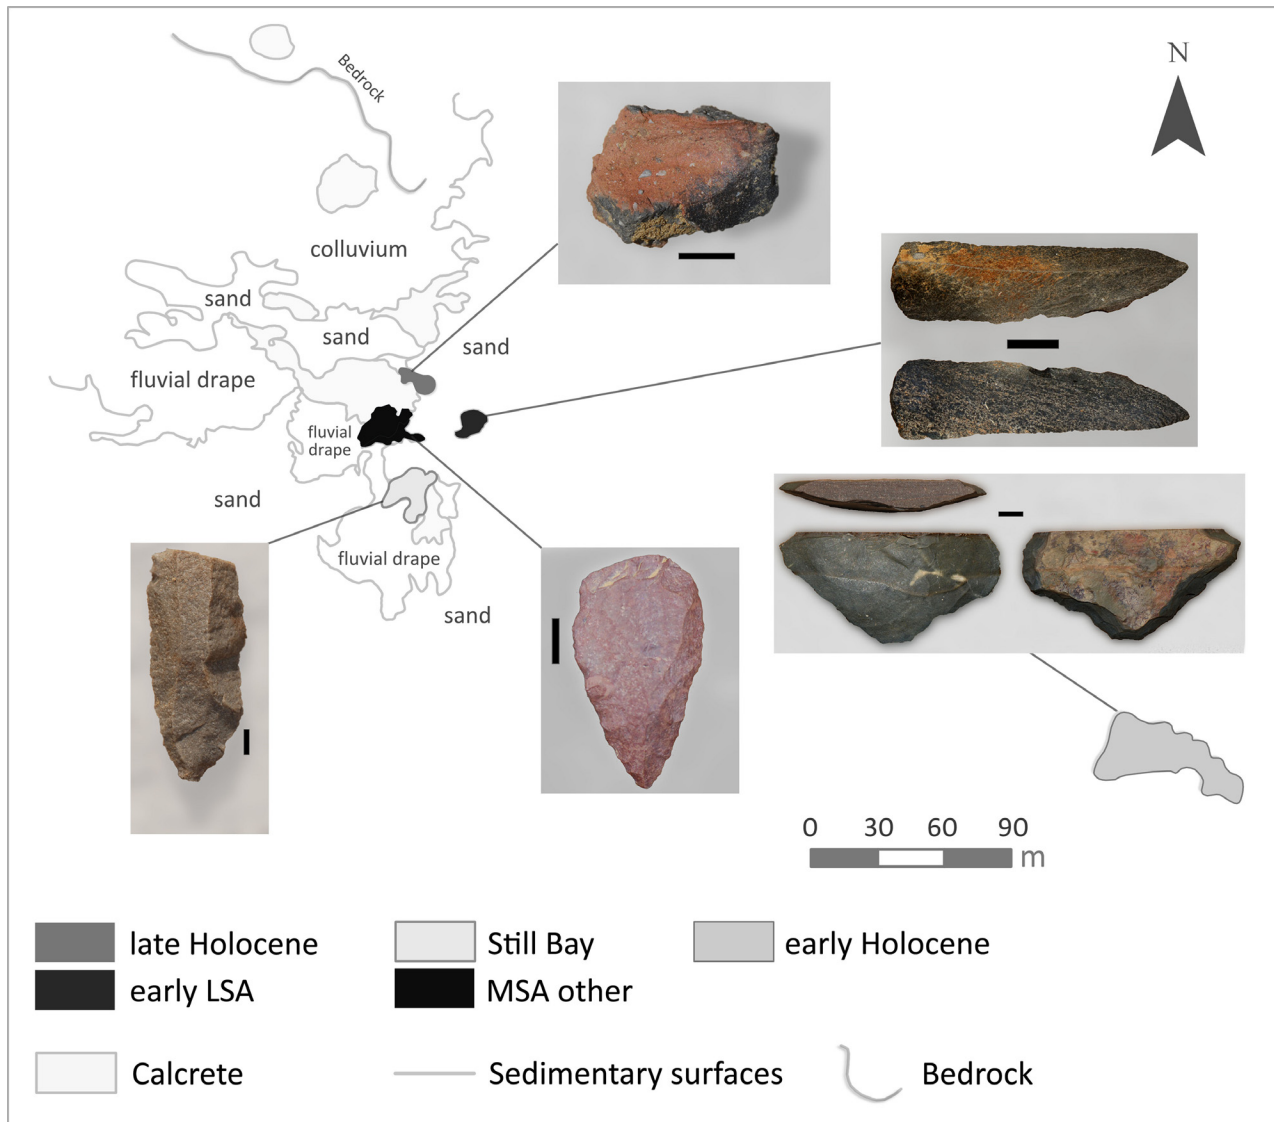 N
Bedrock
colluvium
sand
sand
sand
fluvial drape
fluvial
drape
sand
fluvial drape
sand
0 30 60 90
m
late Holocene
Still Bay
early Holocene
early LSA
MSA other
Calcrete
Sedimentary surfaces
Bedrock